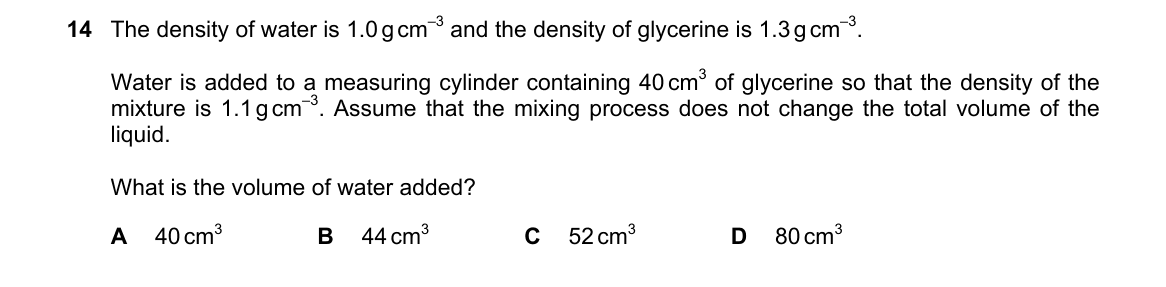 14 The density of water is 1.0 g cm⁻³ and the density of glycerine is 1.3 g cm⁻³.
Water is added to a measuring cylinder containing 40 cm³ of glycerine so that the density of the
mixture is 1.1 g cm⁻³. Assume that the mixing process does not change the total volume of the
liquid.
What is the volume of water added?
A 40 cm³ B 44 cm³ C 52 cm³ D 80 cm³